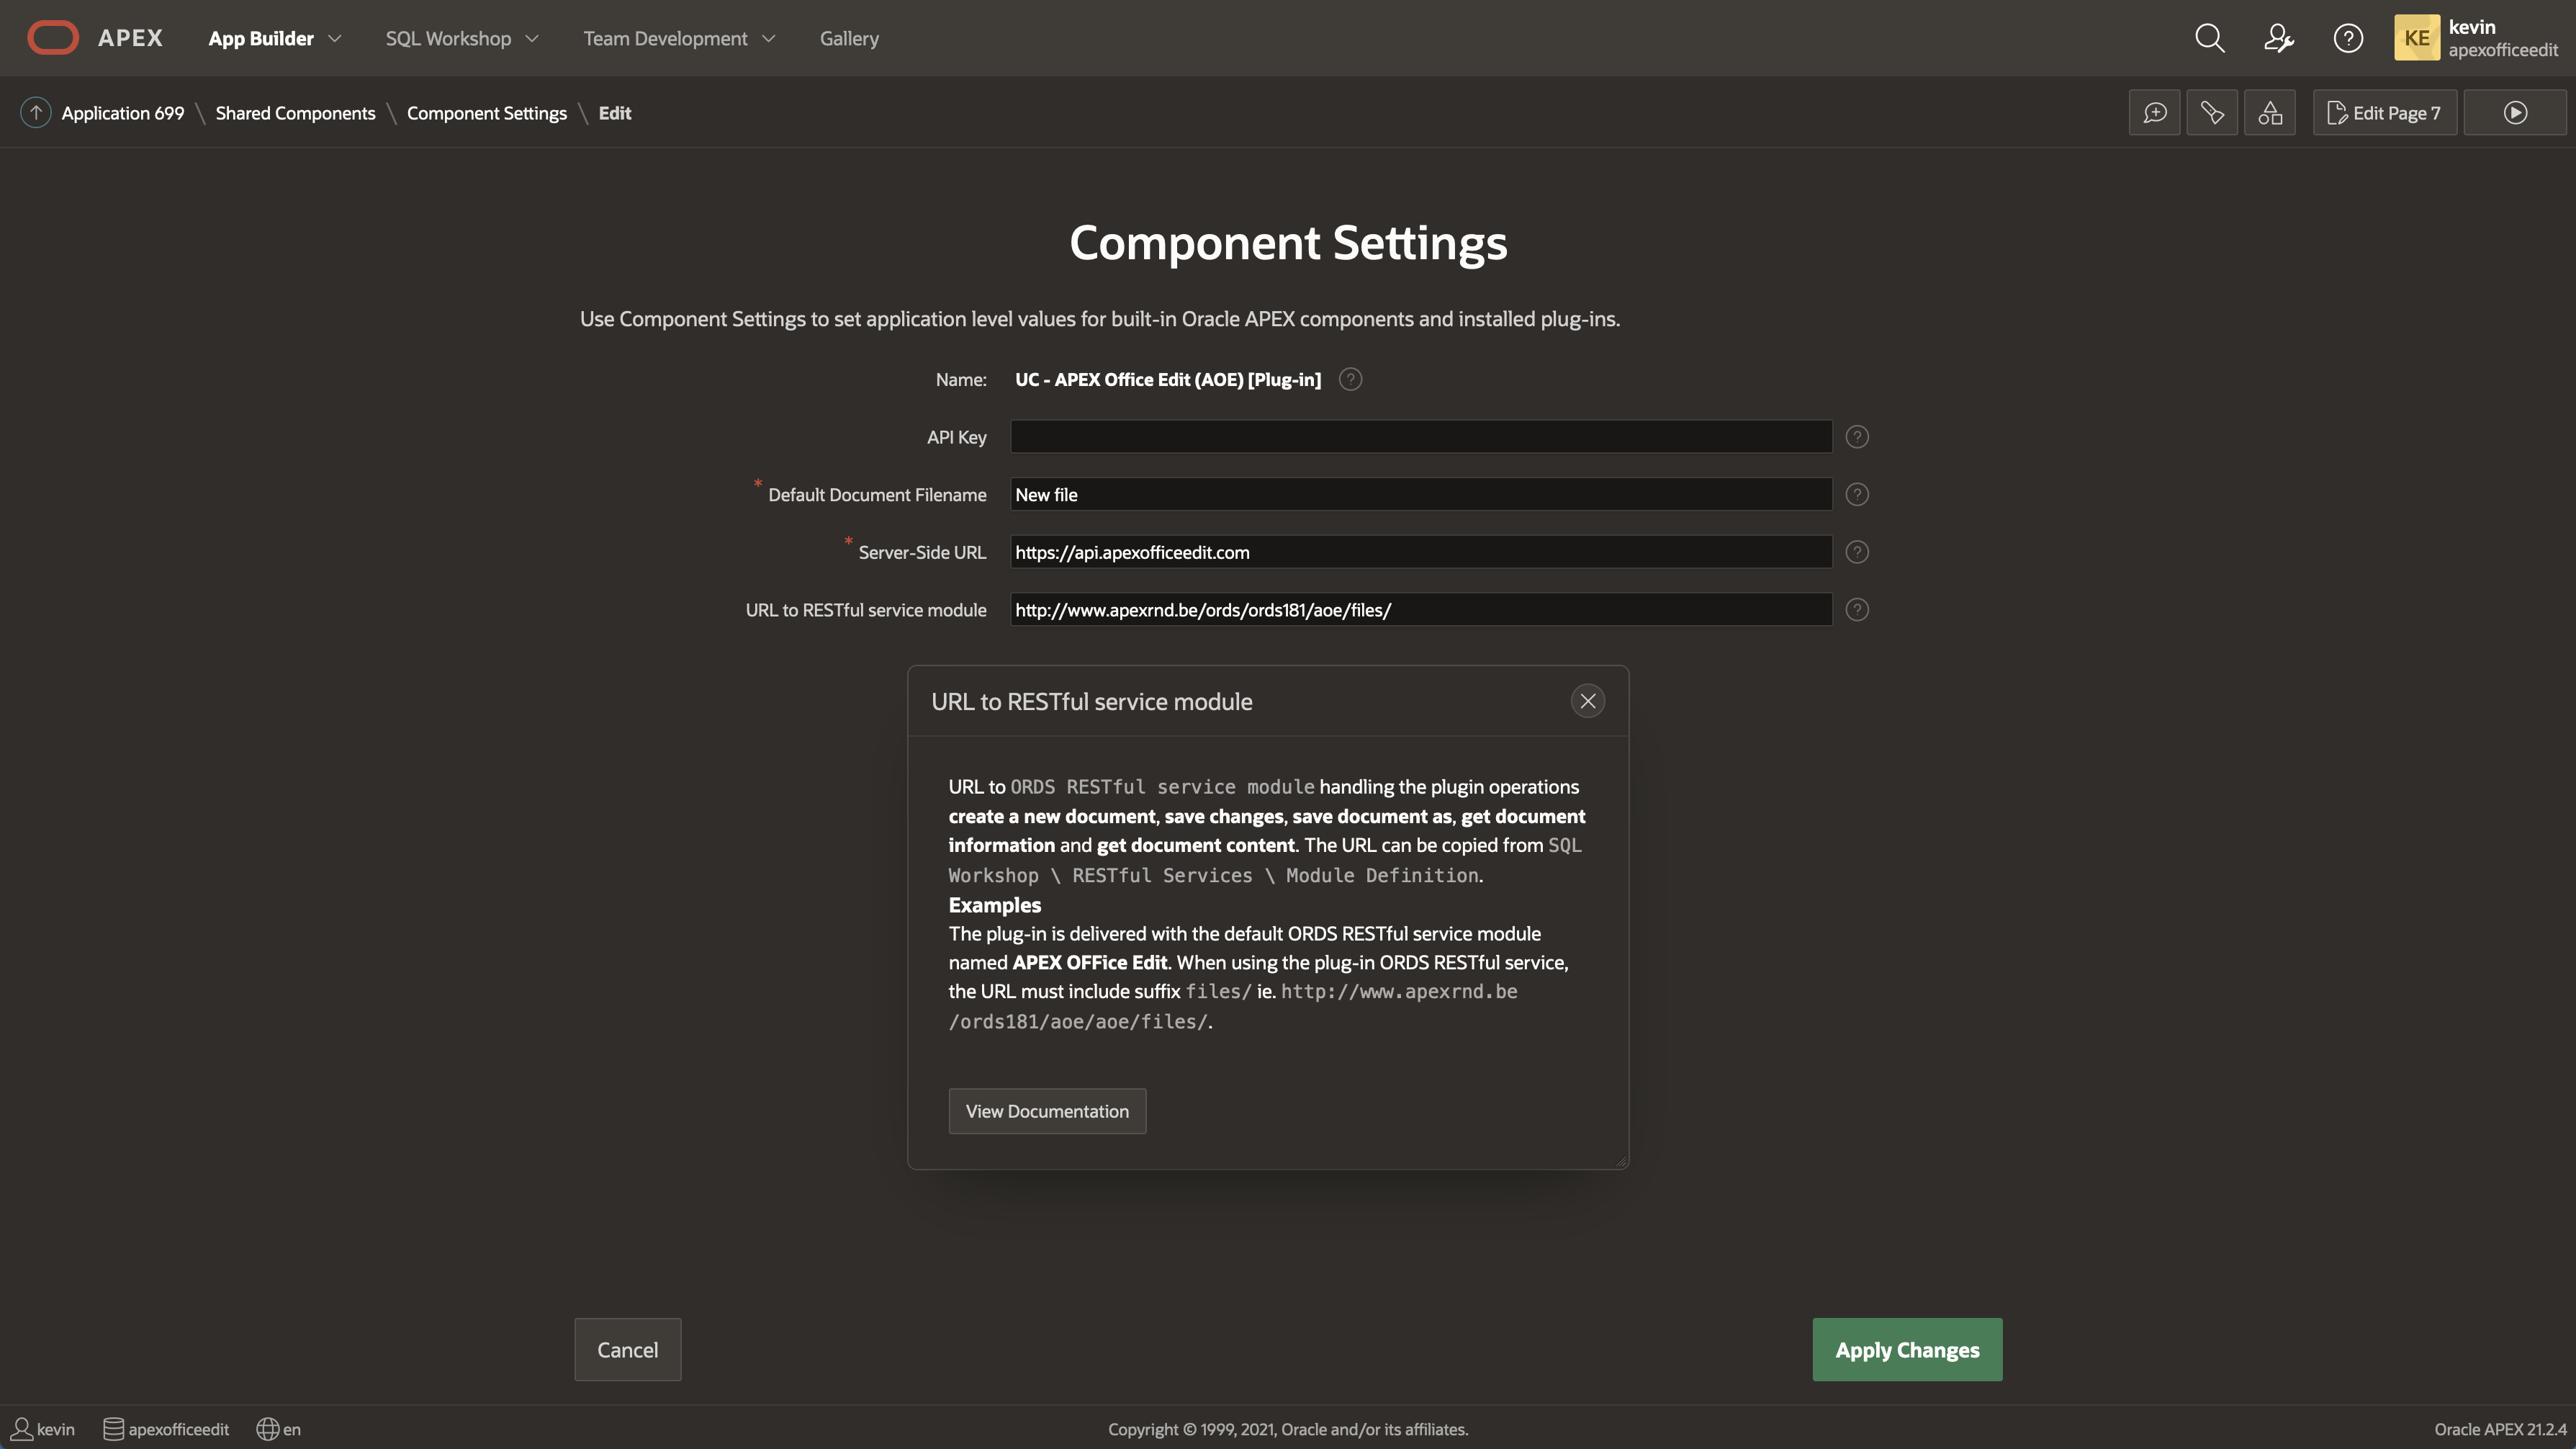 APEX
App Builder
SQL Workshop
Team Development
Gallery
KE
kevin
apexofficeedit
Application 699 \ Shared Components \ Component Settings \ Edit
Edit Page 7
Component Settings
Use Component Settings to set application level values for built-in Oracle APEX components and installed plug-ins.
Name: UC - APEX Office Edit (AOE) [Plug-in] ?
API Key ?
* Default Document Filename New file ?
* Server-Side URL https://api.apexofficeedit.com ?
URL to RESTful service module http://www.apexrnd.be/ords/ords181/aoe/files/ ?
URL to RESTful service module
URL to ORDS RESTful service module handling the plugin operations
create a new document, save changes, save document as, get document
information and get document content. The URL can be copied from SQL
Workshop \ RESTful Services \ Module Definition.
Examples
The plug-in is delivered with the default ORDS RESTful service module
named APEX OFFice Edit. When using the plug-in ORDS RESTful service,
the URL must include suffix files/ ie. http://www.apexrnd.be
/ords181/aoe/aoe/files/.
View Documentation
Cancel
Apply Changes
kevin
apexofficeedit
en
Copyright © 1999, 2021, Oracle and/or its affiliates.
Oracle APEX 21.2.4